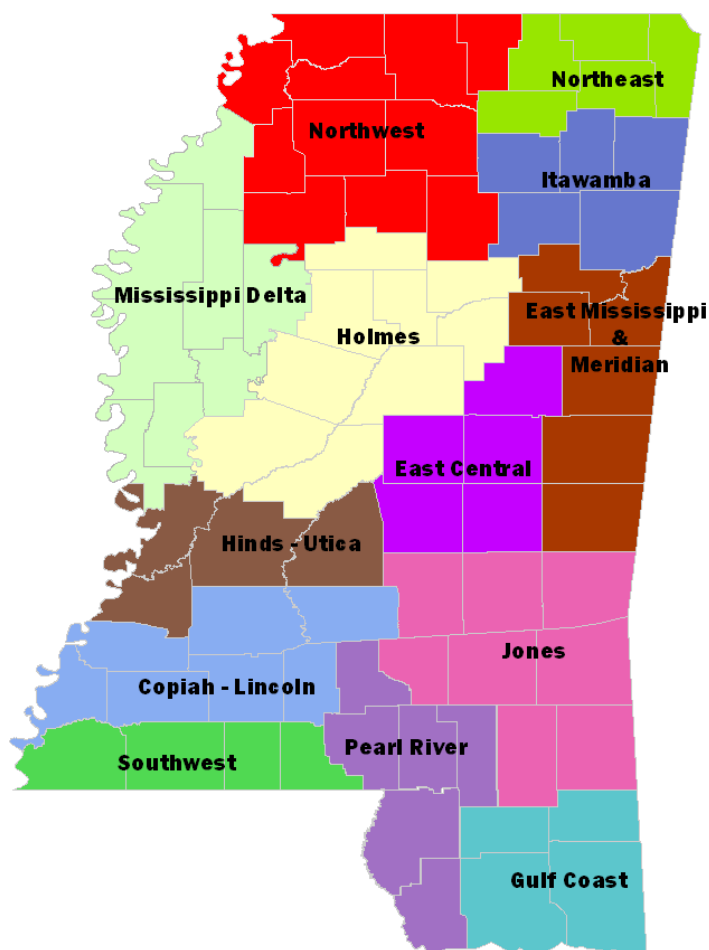 Northeast
Northwest
Itawamba
Mississippi Delta
East Mississippi
&
Meridian
Holmes
East Central
Hinds - Utica
Jones
Copiah - Lincoln
Pearl River
Southwest
Gulf Coast